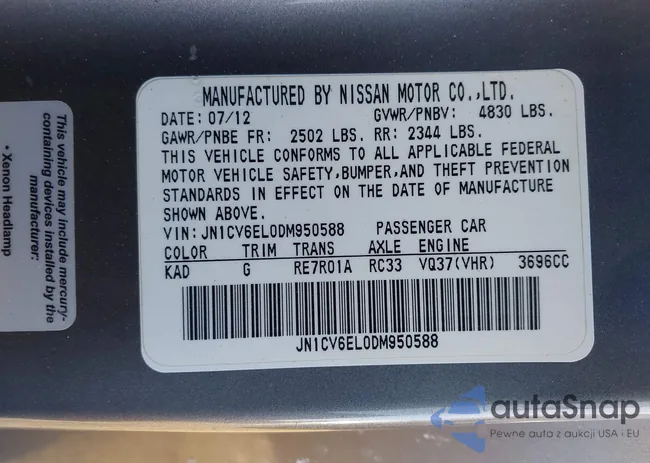 This vehicle may include mercury-
containing devices installed by the
manufacturer:
• Xenon Headlamp
MANUFACTURED BY NISSAN MOTOR CO.,LTD.
DATE: 07/12 GVWR/PNBV: 4830 LBS.
GAWR/PNBE FR: 2502 LBS. RR: 2344 LBS.
THIS VEHICLE CONFORMS TO ALL APPLICABLE FEDERAL
MOTOR VEHICLE SAFETY,BUMPER,AND THEFT PREVENTION
STANDARDS IN EFFECT ON THE DATE OF MANUFACTURE
SHOWN ABOVE.
VIN: JN1CV6EL0DM950588 PASSENGER CAR
COLOR TRIM TRANS AXLE ENGINE
KAD G RE7R01A RC33 VQ37(VHR) 3696CC
JN1CV6EL0DM950588
autaSnap
Pewne auta z aukcji USA i EU